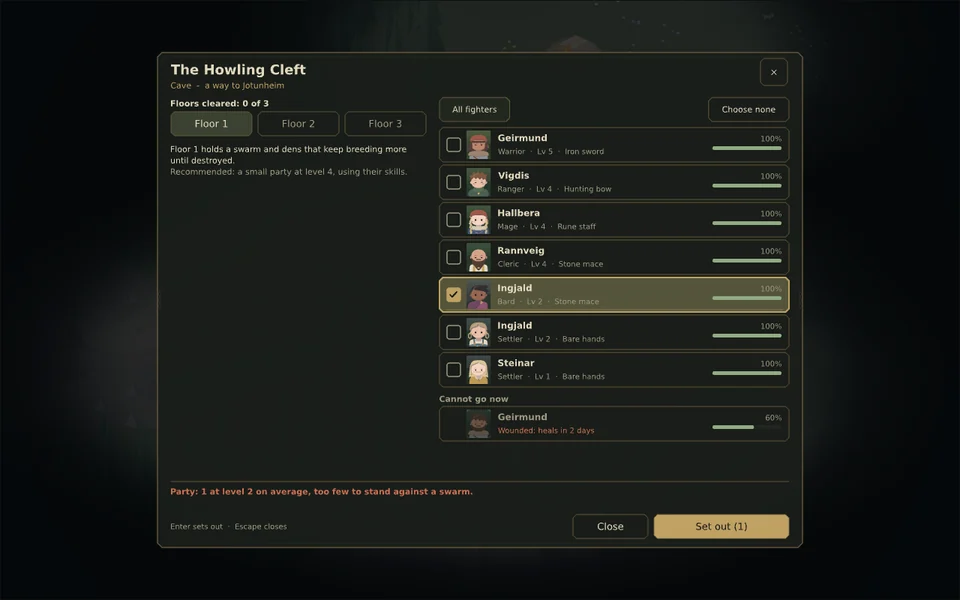 The Howling Cleft
×
Cave - a way to Jotunheim
Floors cleared: 0 of 3
Floor 1
Floor 2
Floor 3
Floor 1 holds a swarm and dens that keep breeding more
until destroyed.
Recommended: a small party at level 4, using their skills.
All fighters
Choose none
Geirmund
100%
Warrior · Lv 5 · Iron sword
Vigdis
100%
Ranger · Lv 4 · Hunting bow
Hallbera
100%
Mage · Lv 4 · Rune staff
Rannveig
100%
Cleric · Lv 4 · Stone mace
Ingjald
100%
Bard · Lv 2 · Stone mace
Ingjald
100%
Settler · Lv 2 · Bare hands
Steinar
100%
Settler · Lv 1 · Bare hands
Cannot go now
Geirmund
60%
Wounded: heals in 2 days
Party: 1 at level 2 on average, too few to stand against a swarm.
Enter sets out · Escape closes
Close
Set out (1)